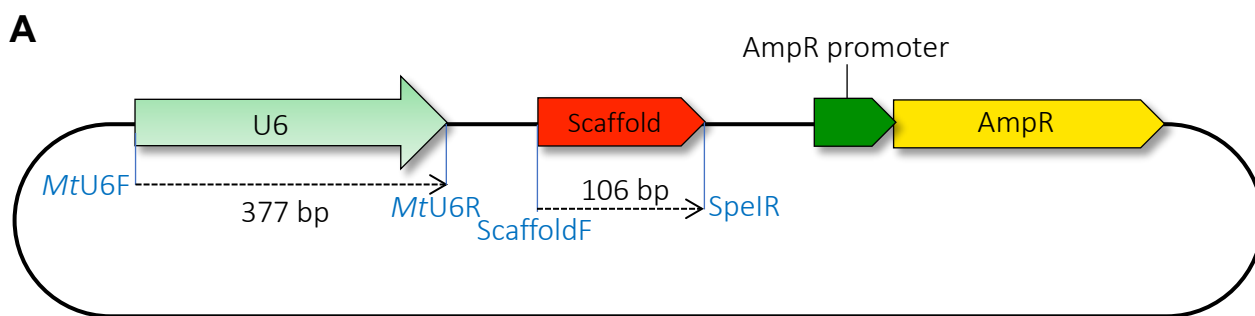 A
AmpR promoter
U6
Scaffold
AmpR
MtU6F
377 bp
MtU6R
106 bp
ScaffoldF
SpeIR